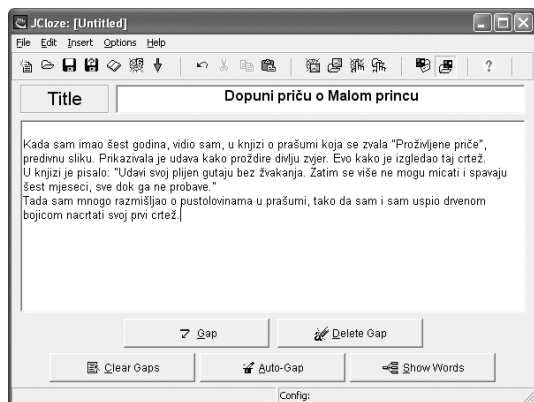 JCloze: [Untitled]
File Edit Insert Options Help
Title
Dopuni priču o Malom princu
Kada sam imao šest godina, vidio sam, u knjizi o prašumi koja se zvala "Proživljene priče",
predivnu sliku. Prikazivala je udava kako proždire divlju zvjer. Evo kako je izgledao taj crtež.
U knjizi je pisalo: "Udavi svoj plijen gutaju bez žvakanja. Zatim se više ne mogu micati i spavaju
šest mjeseci, sve dok ga ne probave."
Tada sam mnogo razmišljao o pustolovinama u prašumi, tako da sam i sam uspio drvenom
bojicom nacrtati svoj prvi crtež.
Gap Delete Gap
Clear Gaps Auto-Gap Show Words
Config: